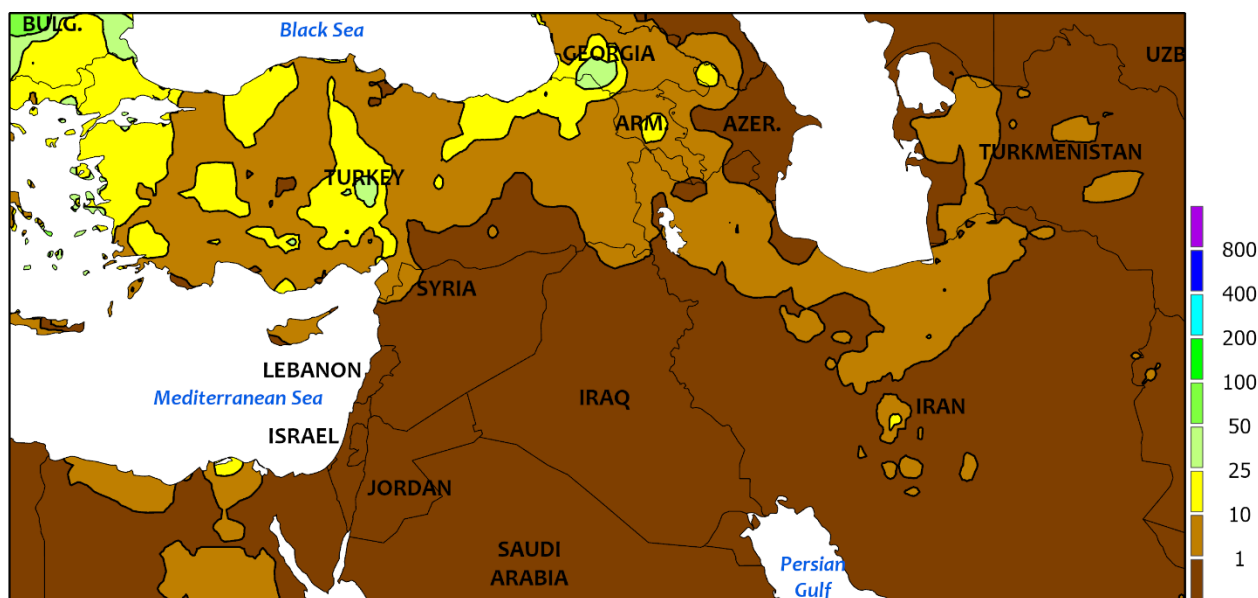 BULG.
Black Sea
GEORGIA
UZB
ARM.
AZER.
TURKMENISTAN
TURKEY
SYRIA
LEBANON
Mediterranean Sea
IRAQ
IRAN
ISRAEL
JORDAN
SAUDI
ARABIA
Persian
Gulf
800
400
200
100
50
25
10
1